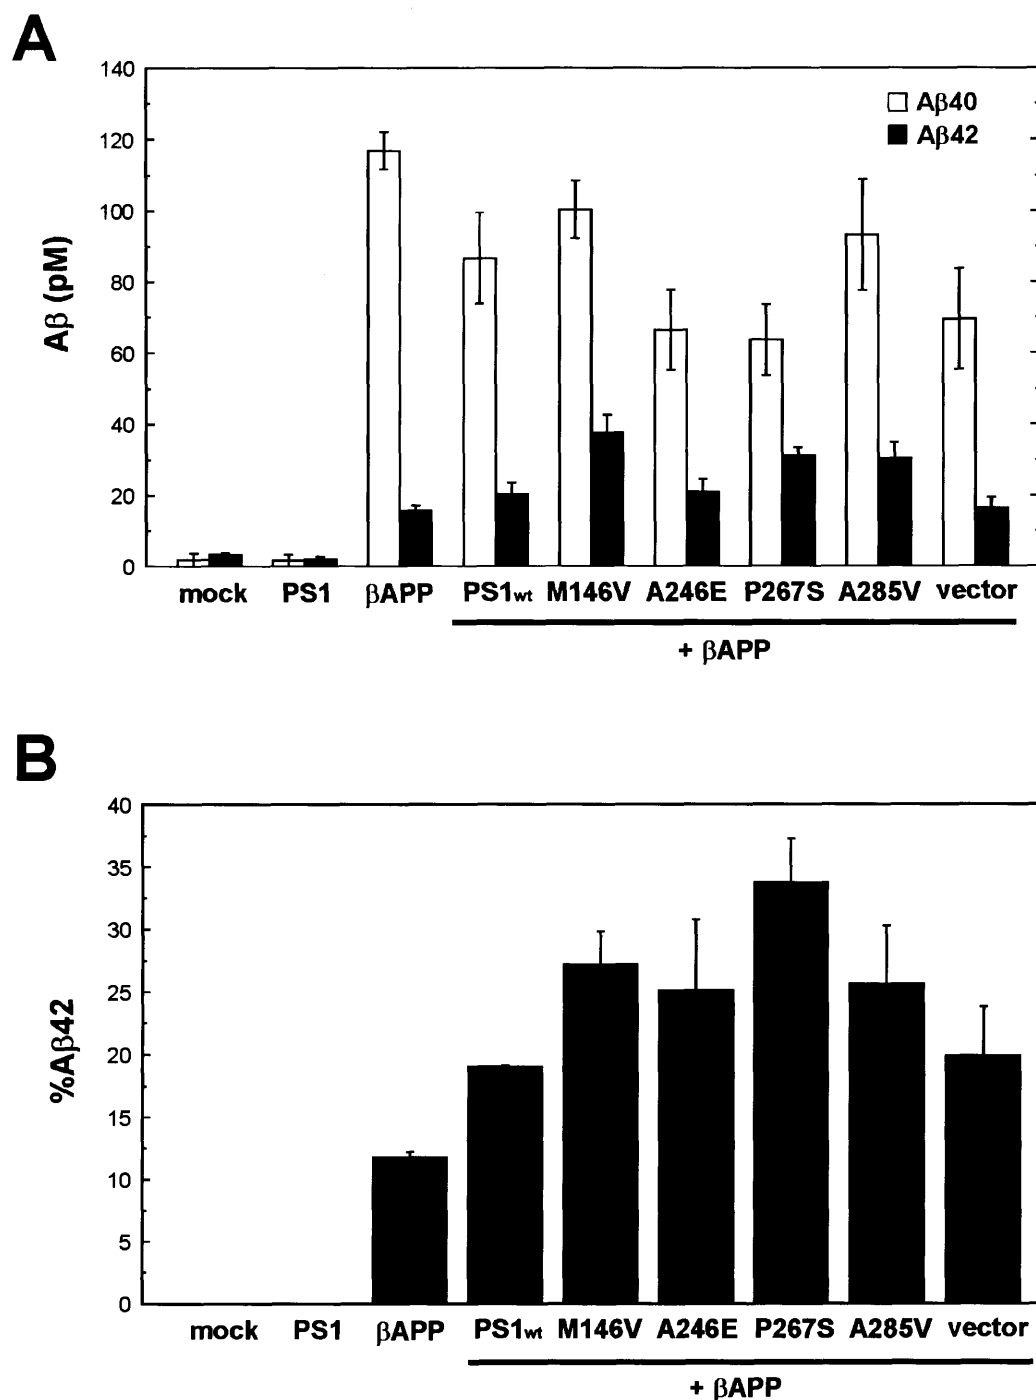 A
140
120
100
80
60
40
20
0
Aβ (pM)
Aβ40
Aβ42
mock PS1 βAPP PS1wt M146V A246E P267S A285V vector
+ βAPP
B
40
35
30
25
20
15
10
5
0
%Aβ42
mock PS1 βAPP PS1wt M146V A246E P267S A285V vector
+ βAPP